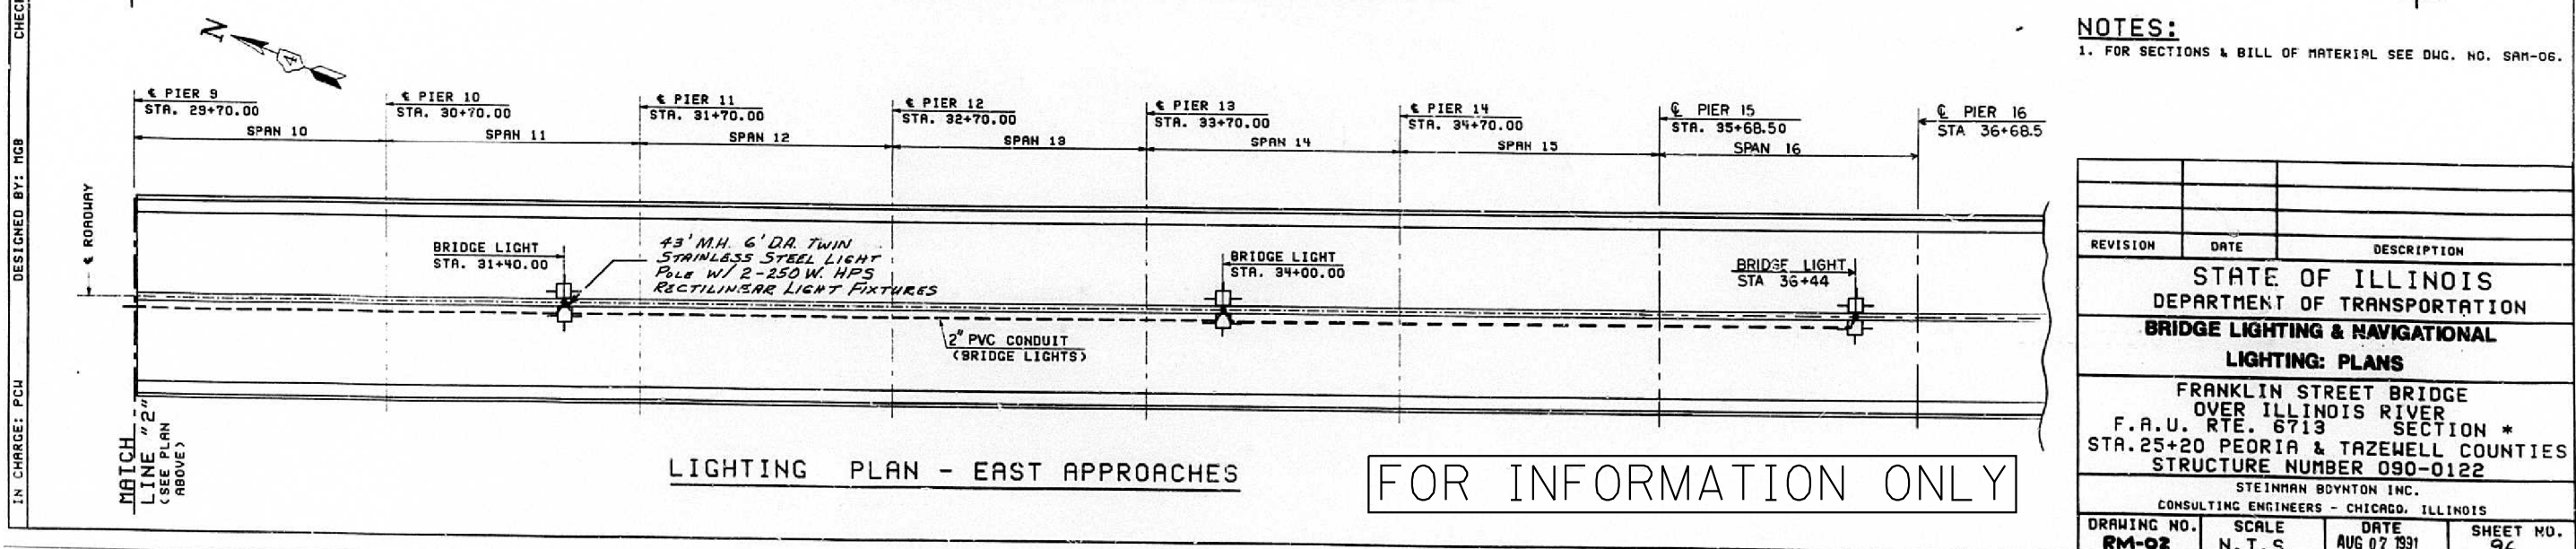 CHEC
DESIGNED BY: MGB
IN CHARGE: PCW
N
4
℄ PIER 9
STA. 29+70.00
℄ PIER 10
STA. 30+70.00
℄ PIER 11
STA. 31+70.00
℄ PIER 12
STA. 32+70.00
℄ PIER 13
STA. 33+70.00
℄ PIER 14
STA. 34+70.00
℄ PIER 15
STA. 35+68.50
℄ PIER 16
STA 36+68.5
SPAN 10
SPAN 11
SPAN 12
SPAN 13
SPAN 14
SPAN 15
SPAN 16
℄ ROADWAY
BRIDGE LIGHT
STA. 31+40.00
43' M.H. 6' D.A. TWIN
STAINLESS STEEL LIGHT
POLE W/ 2-250 W. HPS
RECTILINEAR LIGHT FIXTURES
BRIDGE LIGHT
STA. 34+00.00
BRIDGE LIGHT
STA 36+44
2" PVC CONDUIT
(BRIDGE LIGHTS)
MATCH
LINE "2"
(SEE PLAN
ABOVE)
LIGHTING PLAN - EAST APPROACHES
FOR INFORMATION ONLY
NOTES:
1. FOR SECTIONS & BILL OF MATERIAL SEE DWG. NO. SAM-06.
REVISION DATE DESCRIPTION
STATE OF ILLINOIS
DEPARTMENT OF TRANSPORTATION
BRIDGE LIGHTING & NAVIGATIONAL
LIGHTING: PLANS
FRANKLIN STREET BRIDGE
OVER ILLINOIS RIVER
F.A.U. RTE. 6713 SECTION *
STA.25+20 PEORIA & TAZEWELL COUNTIES
STRUCTURE NUMBER 090-0122
STEINMAN BOYNTON INC.
CONSULTING ENGINEERS - CHICAGO, ILLINOIS
DRAWING NO. SCALE DATE SHEET NO.
RM-02 N.T.S. AUG 07 1991